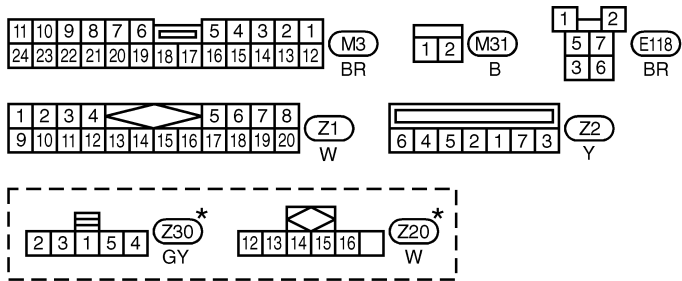 11 10 9 8 7 6 5 4 3 2 1
24 23 22 21 20 19 18 17 16 15 14 13 12
M3
BR
1 2
M31
B
1 2
5 7
3 6
E118
BR
1 2 3 4 5 6 7 8
9 10 11 12 13 14 15 16 17 18 19 20
Z1
W
6 4 5 2 1 7 3
Z2
Y
2 3 1 5 4
Z30*
GY
12 13 14 15 16
Z20*
W